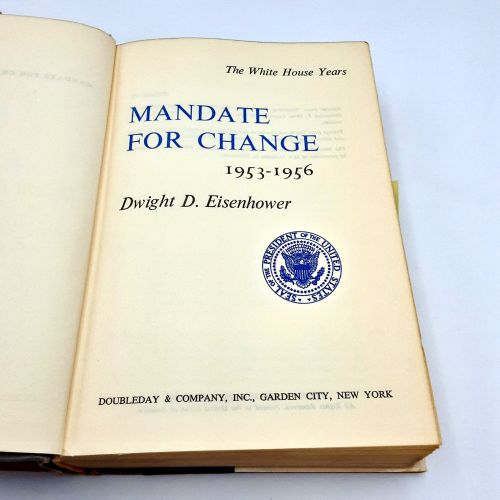 The White House Years
MANDATE
FOR CHANGE
1953-1956
Dwight D. Eisenhower
SEAL OF THE PRESIDENT OF THE UNITED STATES
DOUBLEDAY & COMPANY, INC., GARDEN CITY, NEW YORK